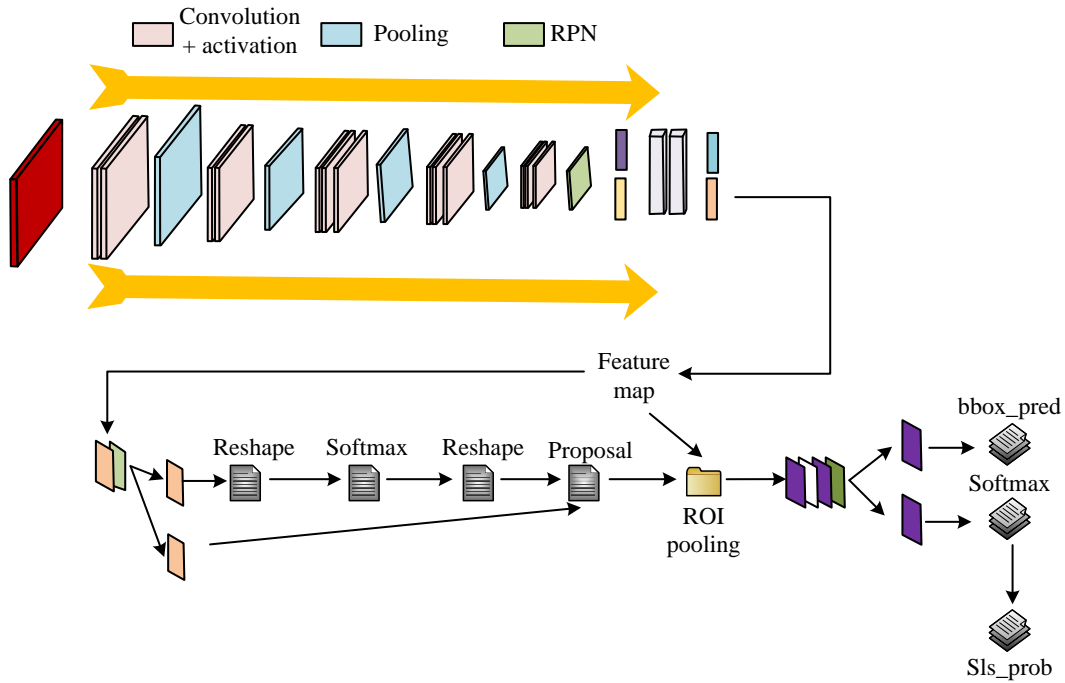 Convolution
+ activation
Pooling
RPN
Feature
map
bbox_pred
Reshape
Softmax
Reshape
Proposal
Softmax
ROI
pooling
Sls_prob